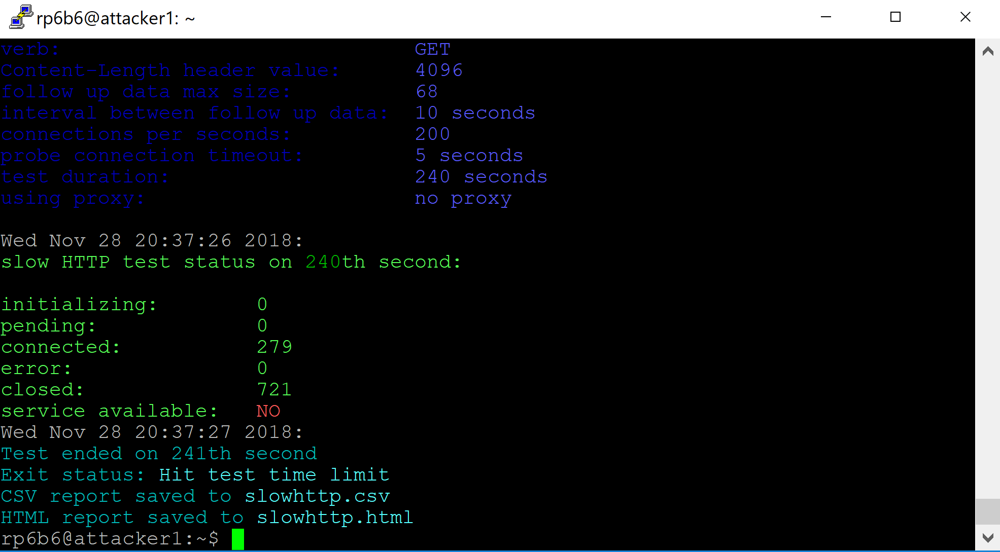 rp6b6@attacker1: ~
verb: GET
Content-Length header value: 4096
follow up data max size: 68
interval between follow up data: 10 seconds
connections per seconds: 200
probe connection timeout: 5 seconds
test duration: 240 seconds
using proxy: no proxy
Wed Nov 28 20:37:26 2018:
slow HTTP test status on 240th second:
initializing: 0
pending: 0
connected: 279
error: 0
closed: 721
service available: NO
Wed Nov 28 20:37:27 2018:
Test ended on 241th second
Exit status: Hit test time limit
CSV report saved to slowhttp.csv
HTML report saved to slowhttp.html
rp6b6@attacker1:~$